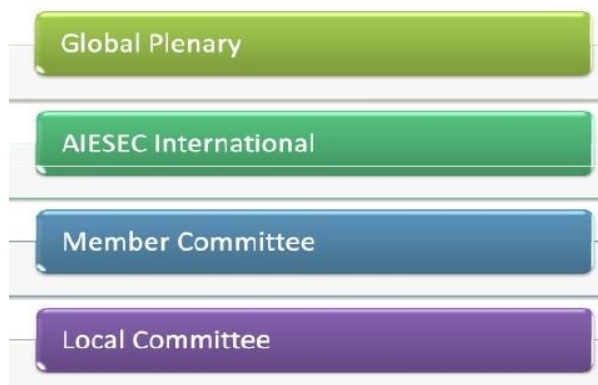 Global Plenary
AIESEC International
Member Committee
Local Committee